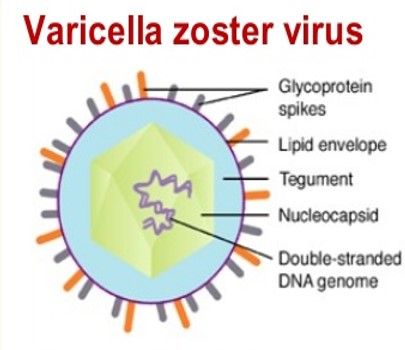 Varicella zoster virus
Glycoprotein
spikes
Lipid envelope
Tegument
Nucleocapsid
Double-stranded
DNA genome